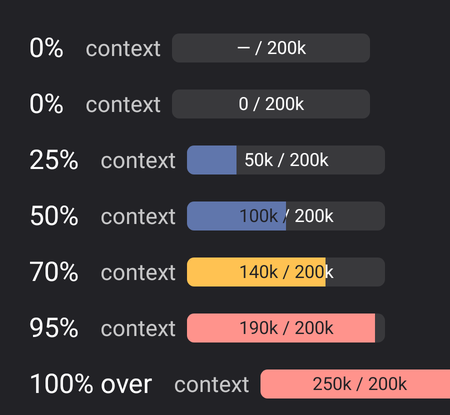 0% context — / 200k
0% context 0 / 200k
25% context 50k / 200k
50% context 100k / 200k
70% context 140k / 200k
95% context 190k / 200k
100% over context 250k / 200k